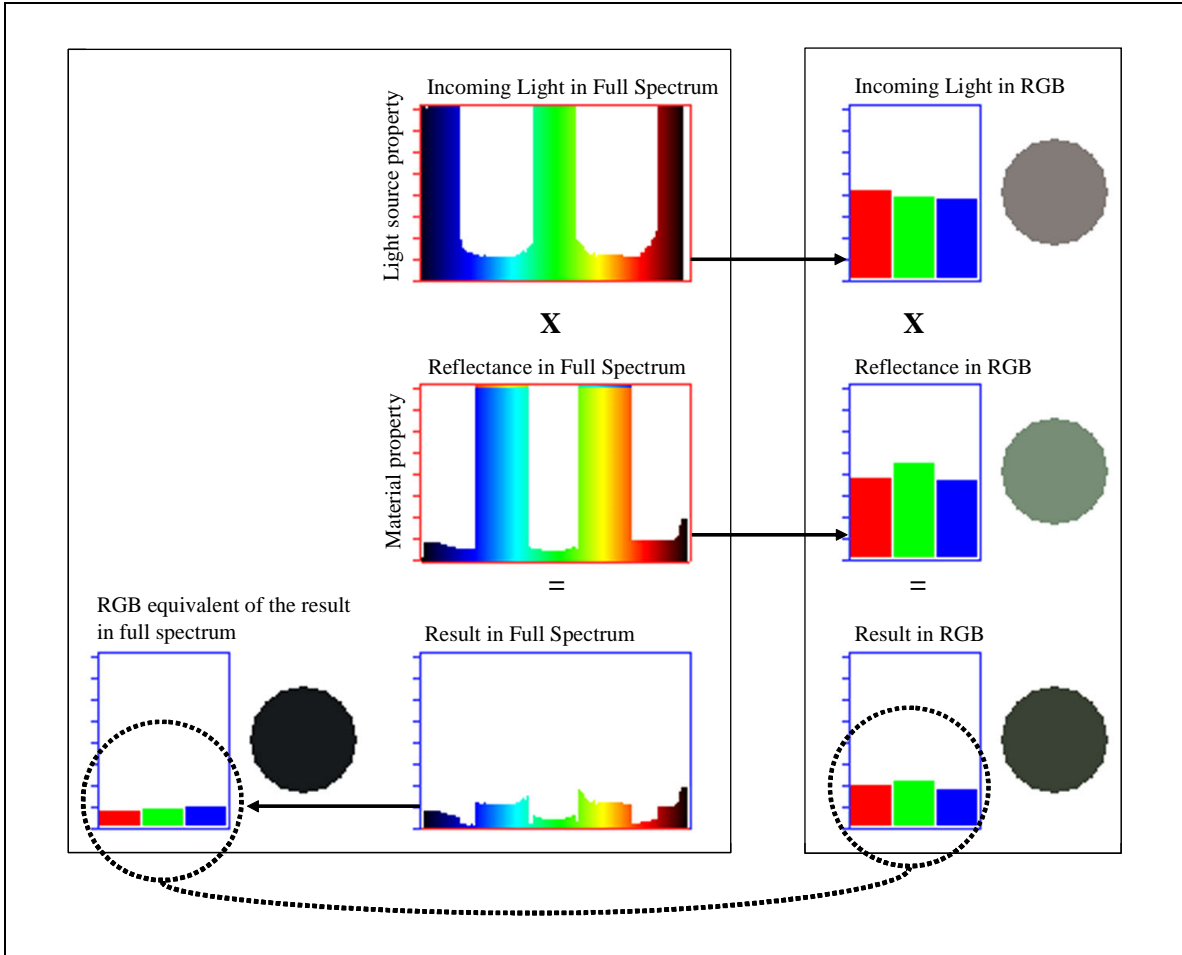 Incoming Light in Full Spectrum
Light source property
X
Reflectance in Full Spectrum
Material property
=
RGB equivalent of the result
in full spectrum
Result in Full Spectrum
Incoming Light in RGB
X
Reflectance in RGB
=
Result in RGB